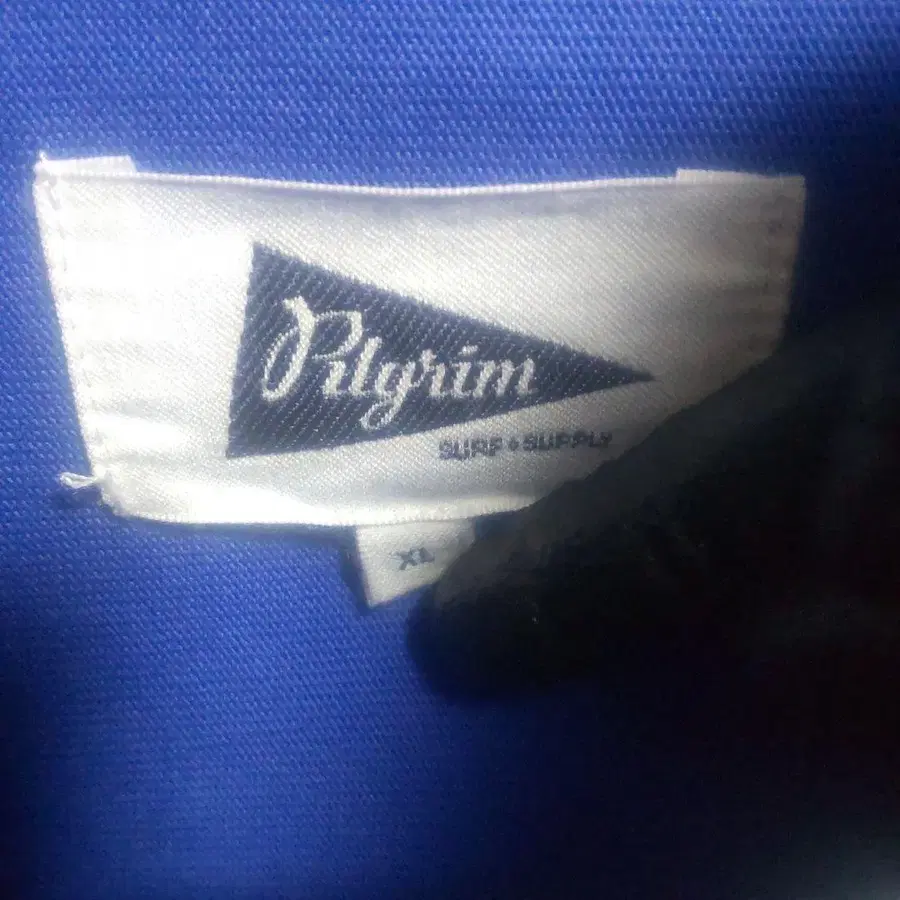 Pilgrim
SURF + SUPPLY
XL